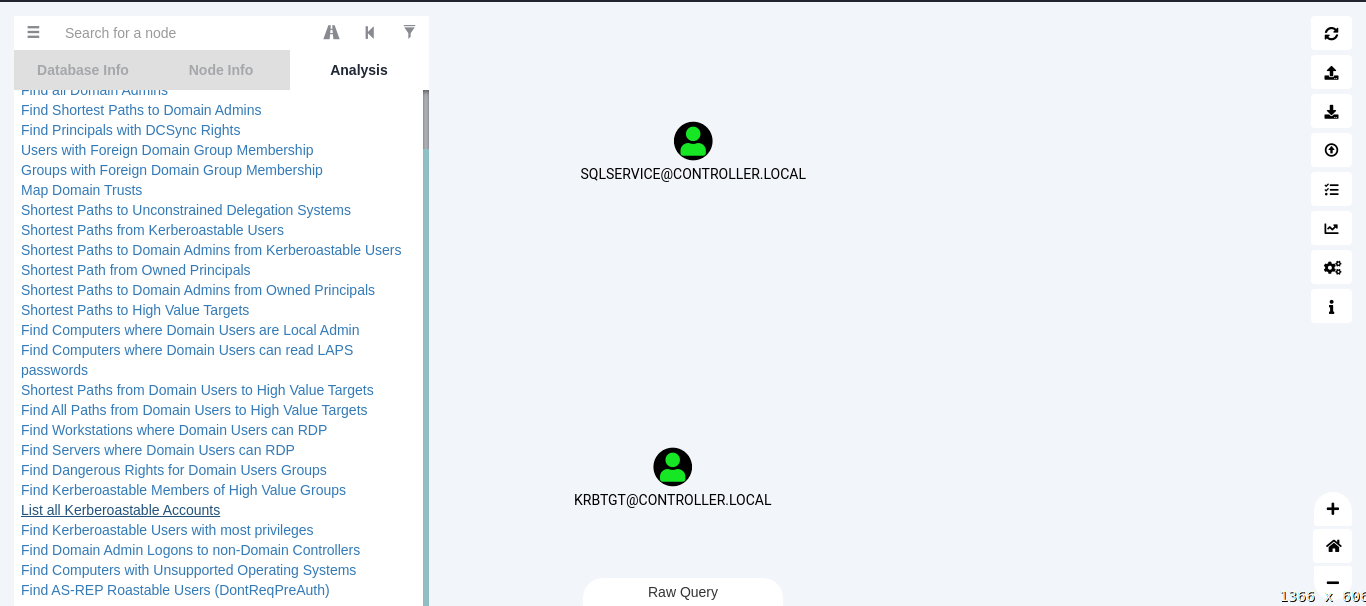 Search for a node
Database Info
Node Info
Analysis
Find all Domain Admins
Find Shortest Paths to Domain Admins
Find Principals with DCSync Rights
Users with Foreign Domain Group Membership
Groups with Foreign Domain Group Membership
Map Domain Trusts
Shortest Paths to Unconstrained Delegation Systems
Shortest Paths from Kerberoastable Users
Shortest Paths to Domain Admins from Kerberoastable Users
Shortest Path from Owned Principals
Shortest Paths to Domain Admins from Owned Principals
Shortest Paths to High Value Targets
Find Computers where Domain Users are Local Admin
Find Computers where Domain Users can read LAPS
passwords
Shortest Paths from Domain Users to High Value Targets
Find All Paths from Domain Users to High Value Targets
Find Workstations where Domain Users can RDP
Find Servers where Domain Users can RDP
Find Dangerous Rights for Domain Users Groups
Find Kerberoastable Members of High Value Groups
List all Kerberoastable Accounts
Find Kerberoastable Users with most privileges
Find Domain Admin Logons to non-Domain Controllers
Find Computers with Unsupported Operating Systems
Find AS-REP Roastable Users (DontReqPreAuth)
SQLSERVICE@CONTROLLER.LOCAL
KRBTGT@CONTROLLER.LOCAL
Raw Query
1366 x 606